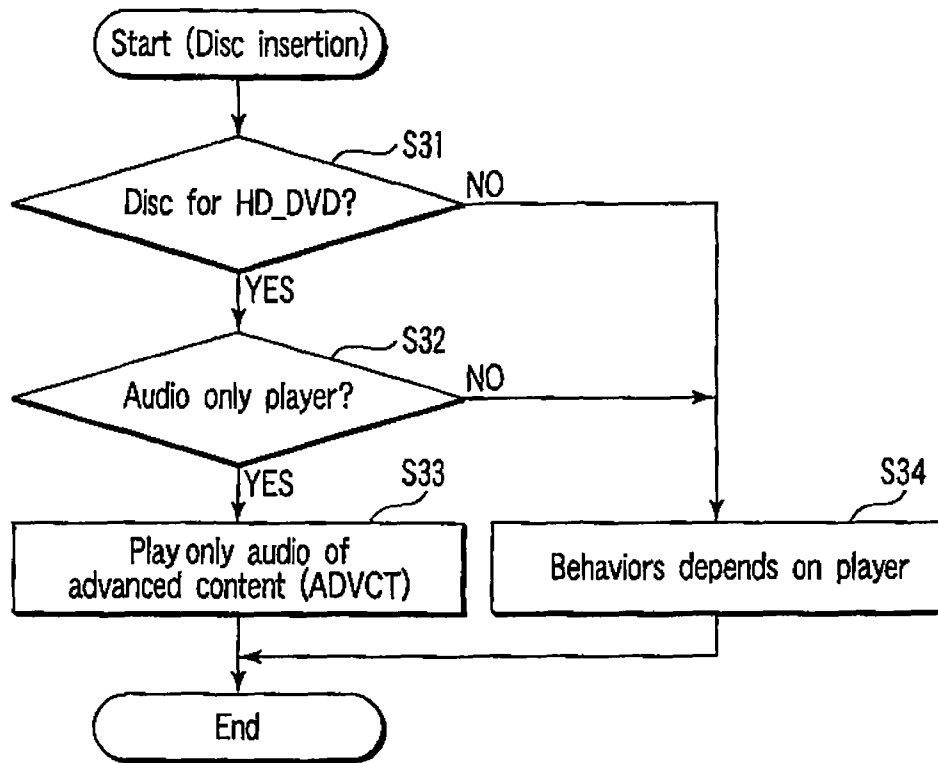 Start (Disc insertion)
S31
Disc for HD_DVD?
NO
YES
S32
Audio only player?
NO
YES
S33
Play only audio of
advanced content (ADVCT)
S34
Behaviors depends on player
End